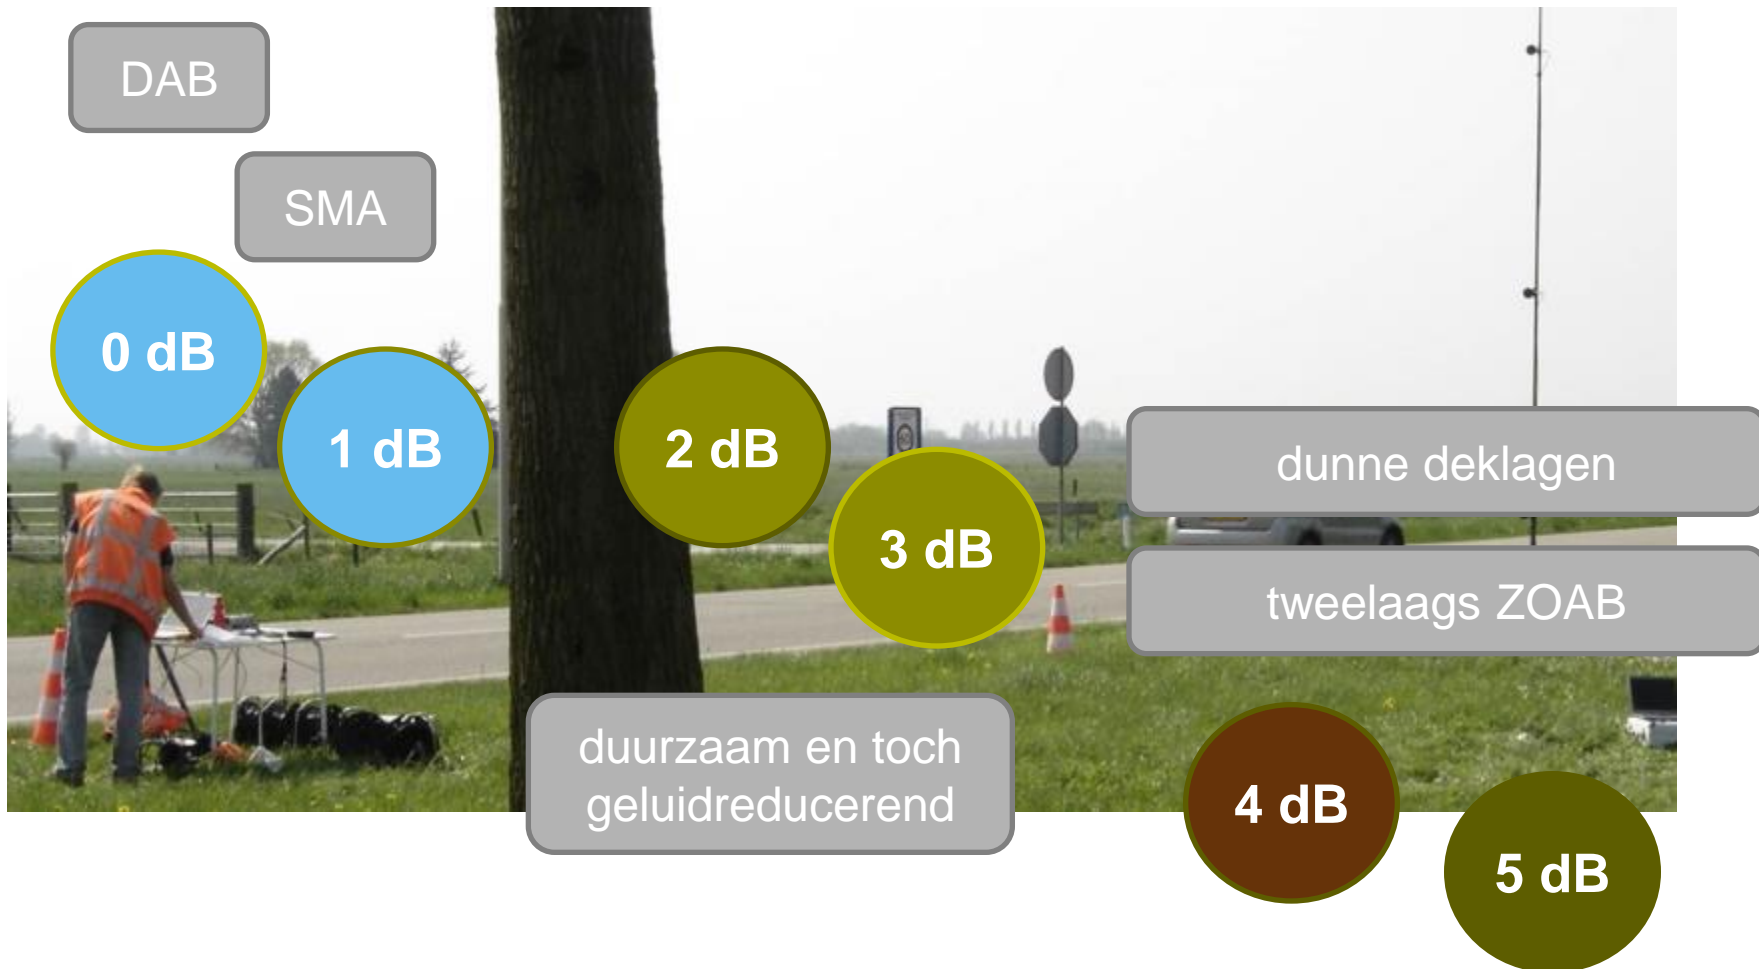 DAB
SMA
0 dB
1 dB
2 dB
3 dB
dunne deklagen
tweelaags ZOAB
duurzaam en toch
geluidreducerend
4 dB
5 dB